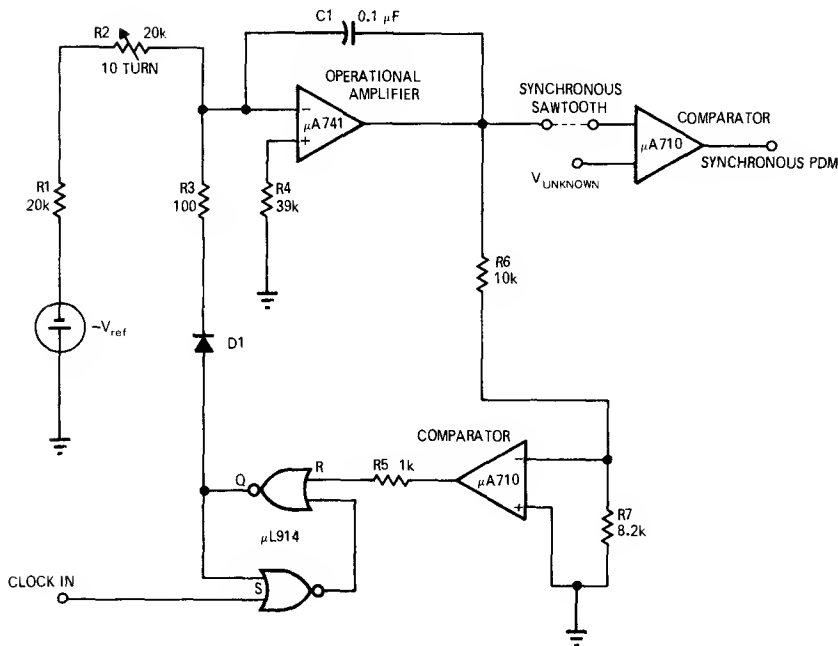 C1 0.1 μF
R2 20k
10 TURN
OPERATIONAL
AMPLIFIER
SYNCHRONOUS
SAWTOOTH
COMPARATOR
μA741
μA710
SYNCHRONOUS PDM
V UNKNOWN
−
+
R1
20k
R3
100
R4
39k
R6
10k
~Vref
D1
COMPARATOR
R5 1k
R
Q
−
μA710
+
R7
8.2k
μL914
CLOCK IN
S